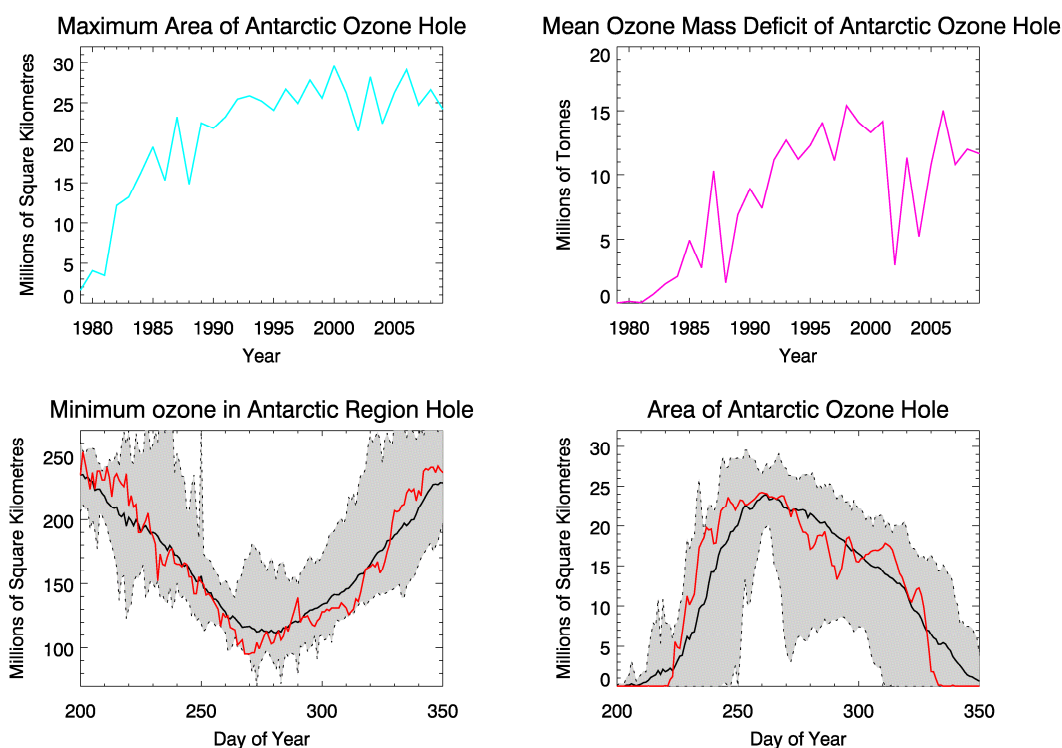 Maximum Area of Antarctic Ozone Hole
Millions of Square Kilometres
30
25
20
15
10
5
0
1980 1985 1990 1995 2000 2005
Year
Mean Ozone Mass Deficit of Antarctic Ozone Hole
Millions of Tonnes
20
15
10
5
0
1980 1985 1990 1995 2000 2005
Year
Minimum ozone in Antarctic Region Hole
Millions of Square Kilometres
250
200
150
100
200 250 300 350
Day of Year
Area of Antarctic Ozone Hole
Millions of Square Kilometres
30
25
20
15
10
5
0
200 250 300 350
Day of Year